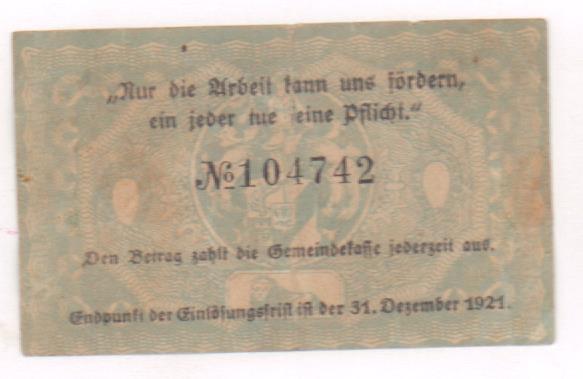 „Nur die Arbeit kann uns fördern,
ein jeder tue seine Pflicht."
№104742
Den Betrag zahlt die Gemeindekasse jederzeit aus.
Endpunkt der Einlösungsfrist ist der 31. Dezember 1921.